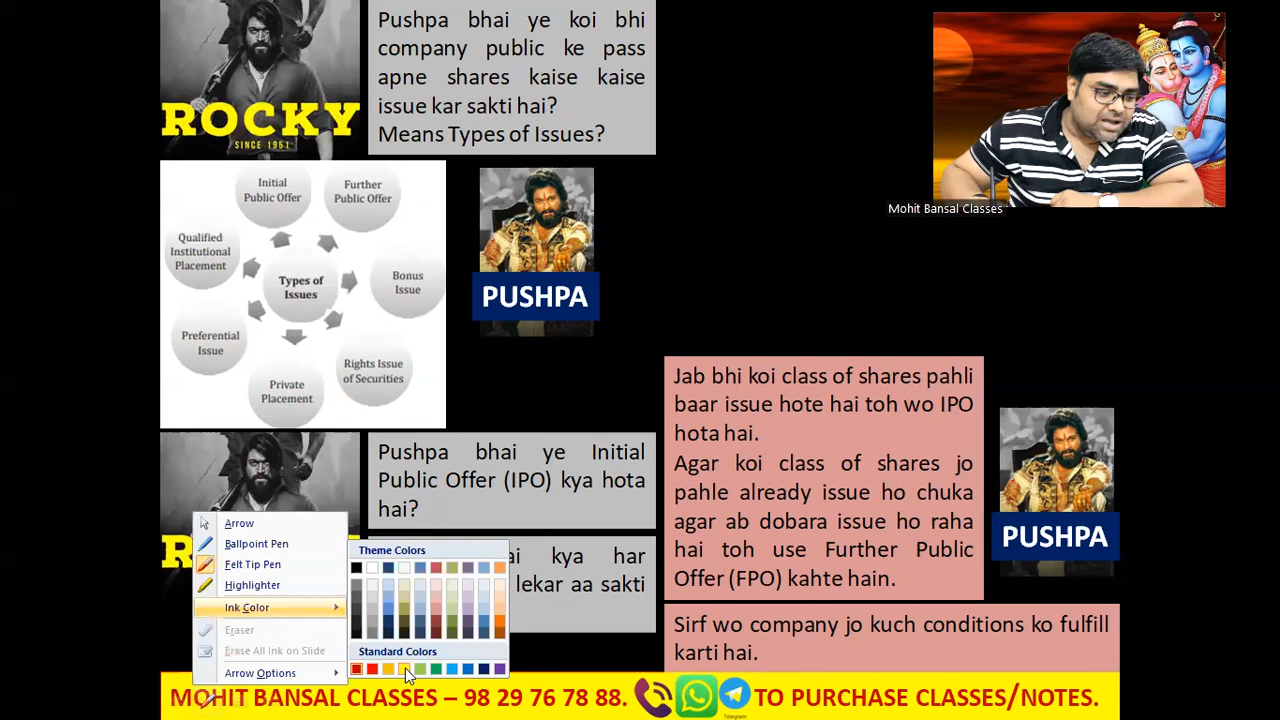 Pushpa bhai ye koi bhi
company public ke pass
apne shares kaise kaise
issue kar sakti hai?
Means Types of Issues?
ROCKY
SINCE 1951
Mohit Bansal Classes
Initial
Public Offer
Further
Public Offer
Qualified
Institutional
Placement
Types of
Issues
Bonus
Issue
Preferential
Issue
Rights Issue
of Securities
Private
Placement
PUSHPA
Jab bhi koi class of shares pahli
baar issue hote hai toh wo IPO
hota hai.
Agar koi class of shares jo
pahle already issue ho chuka
agar ab dobara issue ho raha
hai toh use Further Public
Offer (FPO) kahte hain.
PUSHPA
Pushpa bhai ye Initial
Public Offer (IPO) kya hota
hai?
kya har
lekar aa sakti
Arrow
Ballpoint Pen
Felt Tip Pen
Highlighter
Ink Color
Eraser
Erase All Ink on Slide
Arrow Options
Theme Colors
Standard Colors
Sirf wo company jo kuch conditions ko fulfill
karti hai.
MOHIT BANSAL CLASSES – 98 29 76 78 88.
Telegram
TO PURCHASE CLASSES/NOTES.